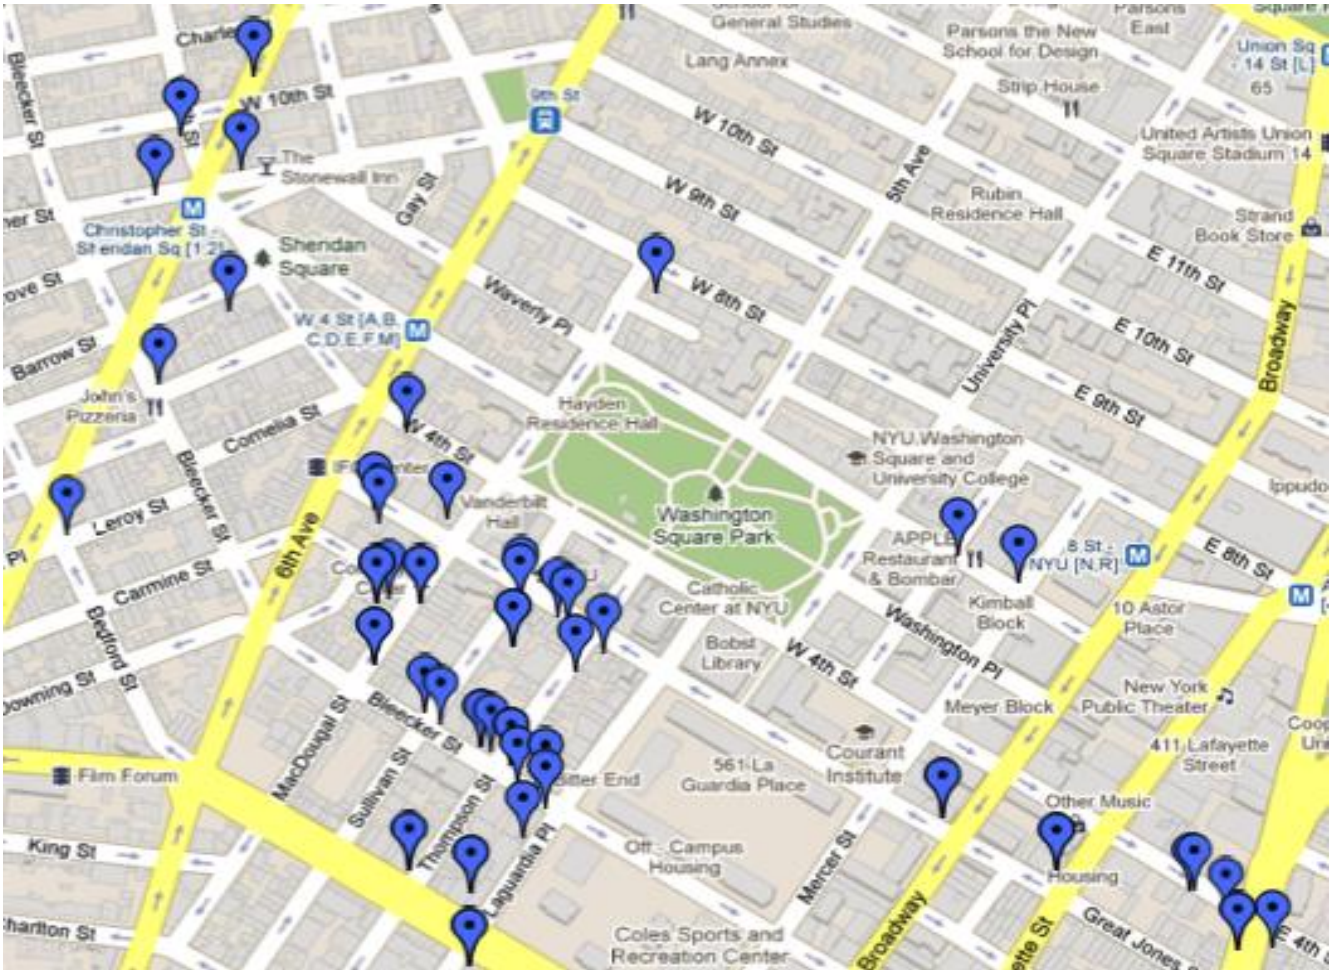 General Studies
Parsons the New
School for Design
Parsons
East
Lang Annex
Strip House
Union Sq
14 St [L]
65
Charle
Bleecker St
W 10th St
9th St
W 10th St
United Artists Union
Square Stadium 14
The
Stonewall Inn
Gay St
W 9th St
5th Ave
Rubin
Residence Hall
Strand
Book Store
Christopher St -
Sheridan Sq [1,2]
Sheridan
Square
W 8th St
E 11th St
Waverly Pl
W 4 St [A,B,
C,D,E,F,M]
University Pl
E 10th St
Broadway
Barrow St
John's
Pizzeria
Cornelia St
Hayden
Residence Hall
E 9th St
W 4th St
NYU Washington
Square and
University College
Bleecker St
Leroy St
Vanderbilt
Hall
Washington
Square Park
Ippudo
Pl
6th Ave
Carmine St
APPLE
Restaurant
& Bombar
8 St -
NYU [N,R]
E 8th St
Catholic
Center at NYU
Kimball
Block
10 Astor
Place
Bedford St
Bobst
Library
W 4th St
Washington Pl
Downing St
Bleecker St
MacDougal St
Meyer Block
New York
Public Theater
411 Lafayette
Street
Courant
Institute
561 La
Guardia Place
Bitter End
Film Forum
Sullivan St
Thompson St
Other Music
King St
Laguardia Pl
Off - Campus
Housing
Mercer St
Housing
Charlton St
Coles Sports and
Recreation Center
Broadway
Great Jones
E 4th